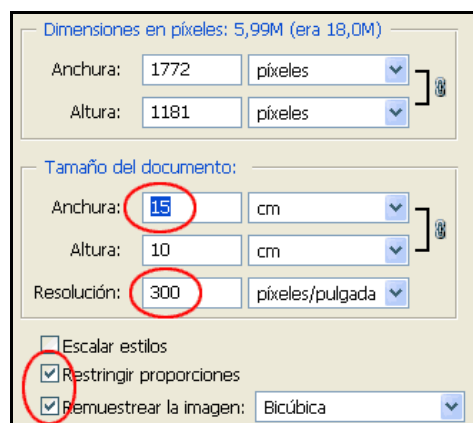 Dimensiones en píxeles: 5,99M (era 18,0M)
Anchura: 1772 píxeles
Altura: 1181 píxeles
Tamaño del documento:
Anchura: 15 cm
Altura: 10 cm
Resolución: 300 píxeles/pulgada
Escalar estilos
Restringir proporciones
Remuestrear la imagen: Bicúbica